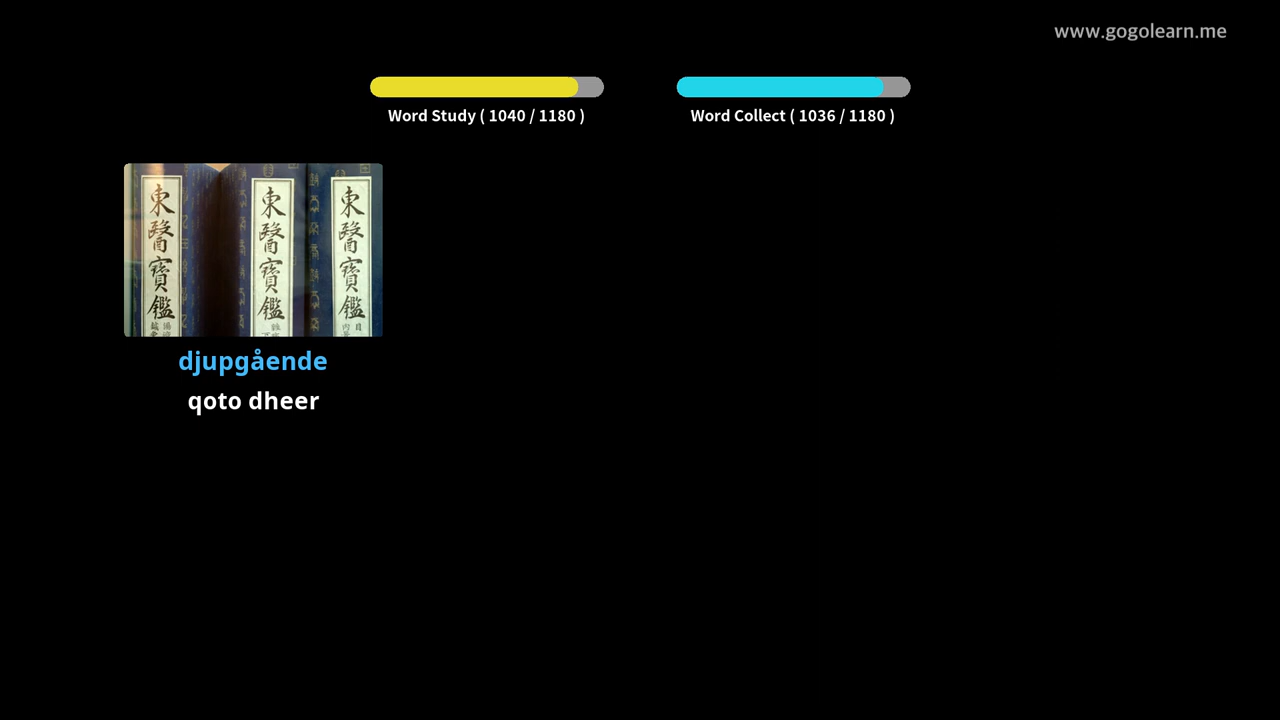 www.gogolearn.me
Word Study ( 1040 / 1180 )
Word Collect ( 1036 / 1180 )
東醫寶鑑
東醫寶鑑
東醫寶鑑
djupgående
qoto dheer